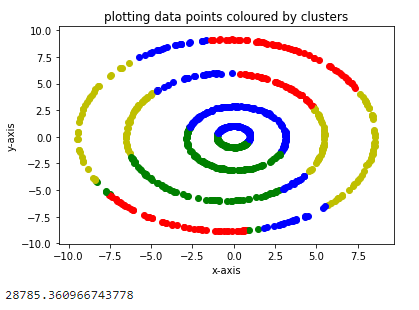 plotting data points coloured by clusters
10.0
7.5
5.0
2.5
0.0
−2.5
−5.0
−7.5
−10.0
y-axis
−10.0 −7.5 −5.0 −2.5 0.0 2.5 5.0 7.5
x-axis
28785.360966743778